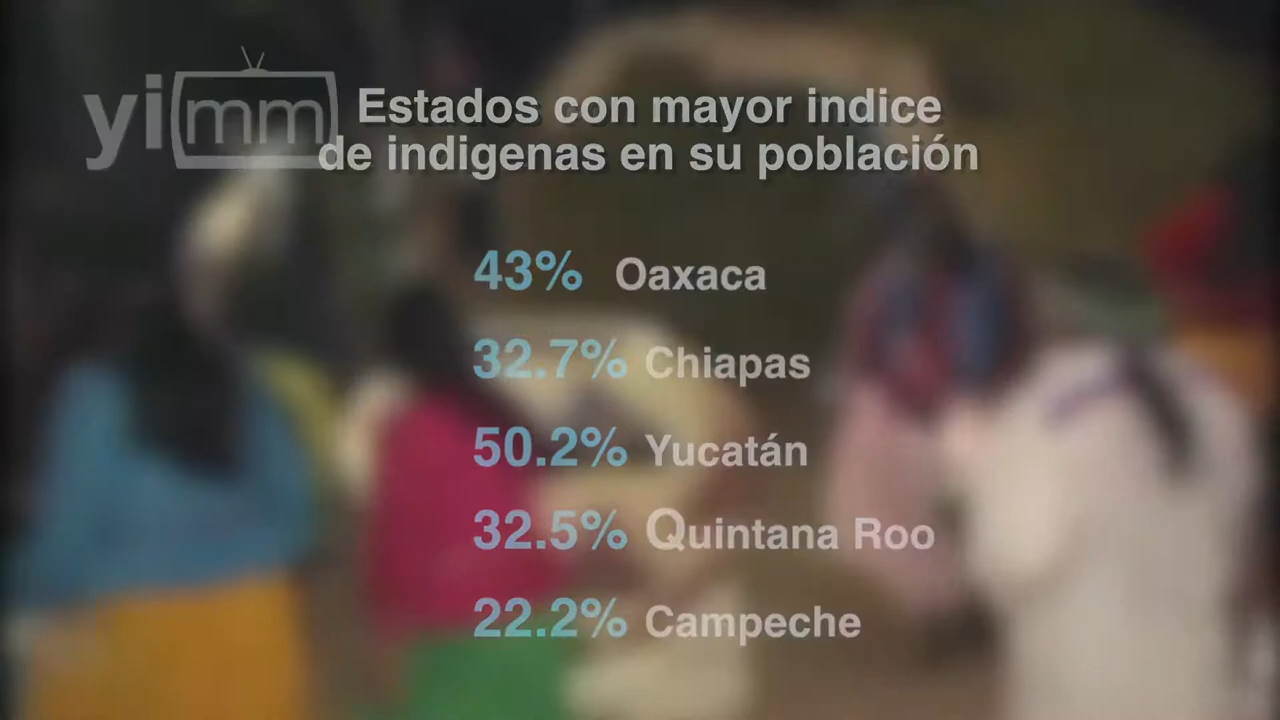 yimm
Estados con mayor indice
de indigenas en su población
43% Oaxaca
32.7% Chiapas
50.2% Yucatán
32.5% Quintana Roo
22.2% Campeche